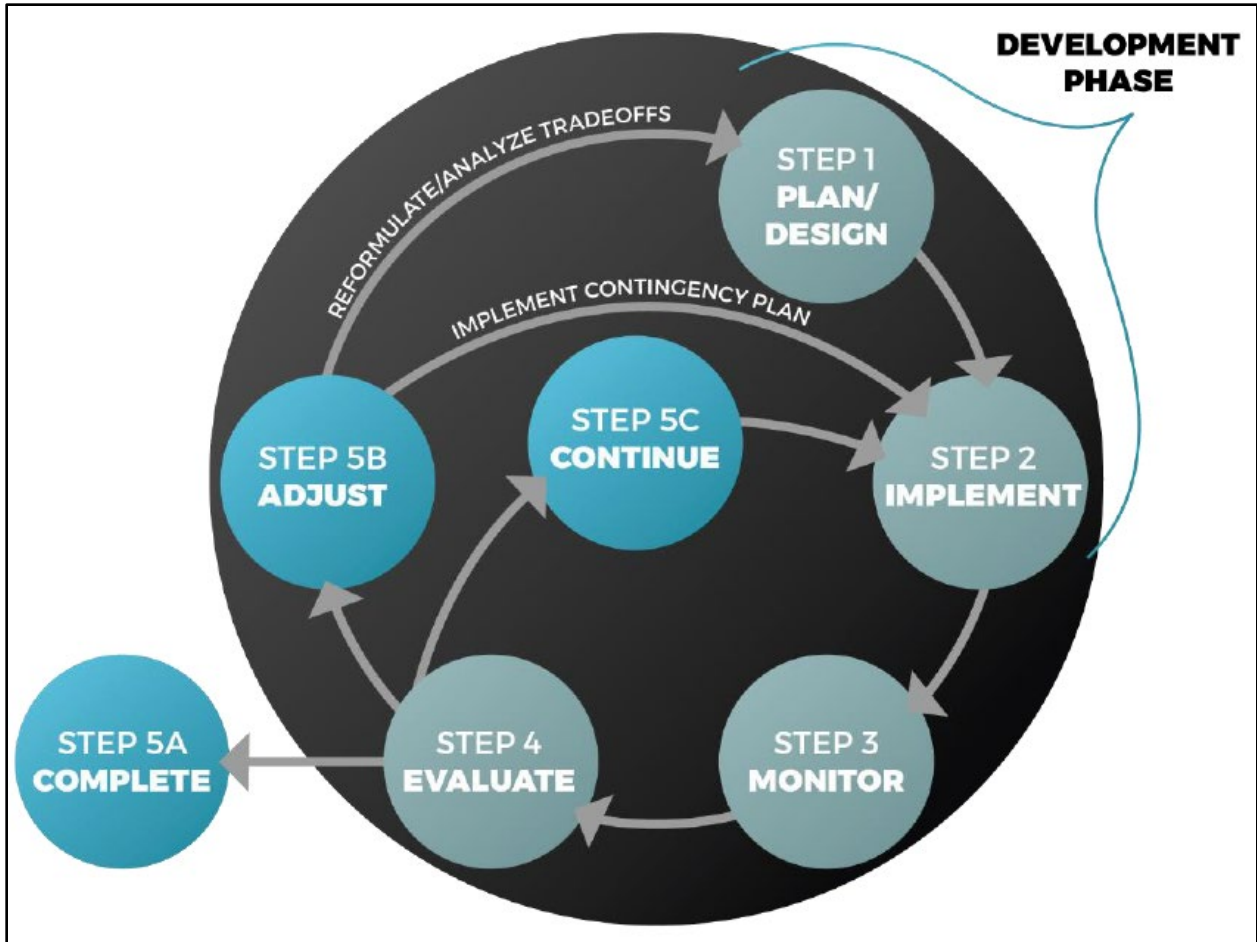 DEVELOPMENT
PHASE
REFORMULATE/ANALYZE TRADEOFFS
STEP 1
PLAN/
DESIGN
IMPLEMENT CONTINGENCY PLAN
STEP 5B
ADJUST
STEP 5C
CONTINUE
STEP 2
IMPLEMENT
STEP 5A
COMPLETE
STEP 4
EVALUATE
STEP 3
MONITOR